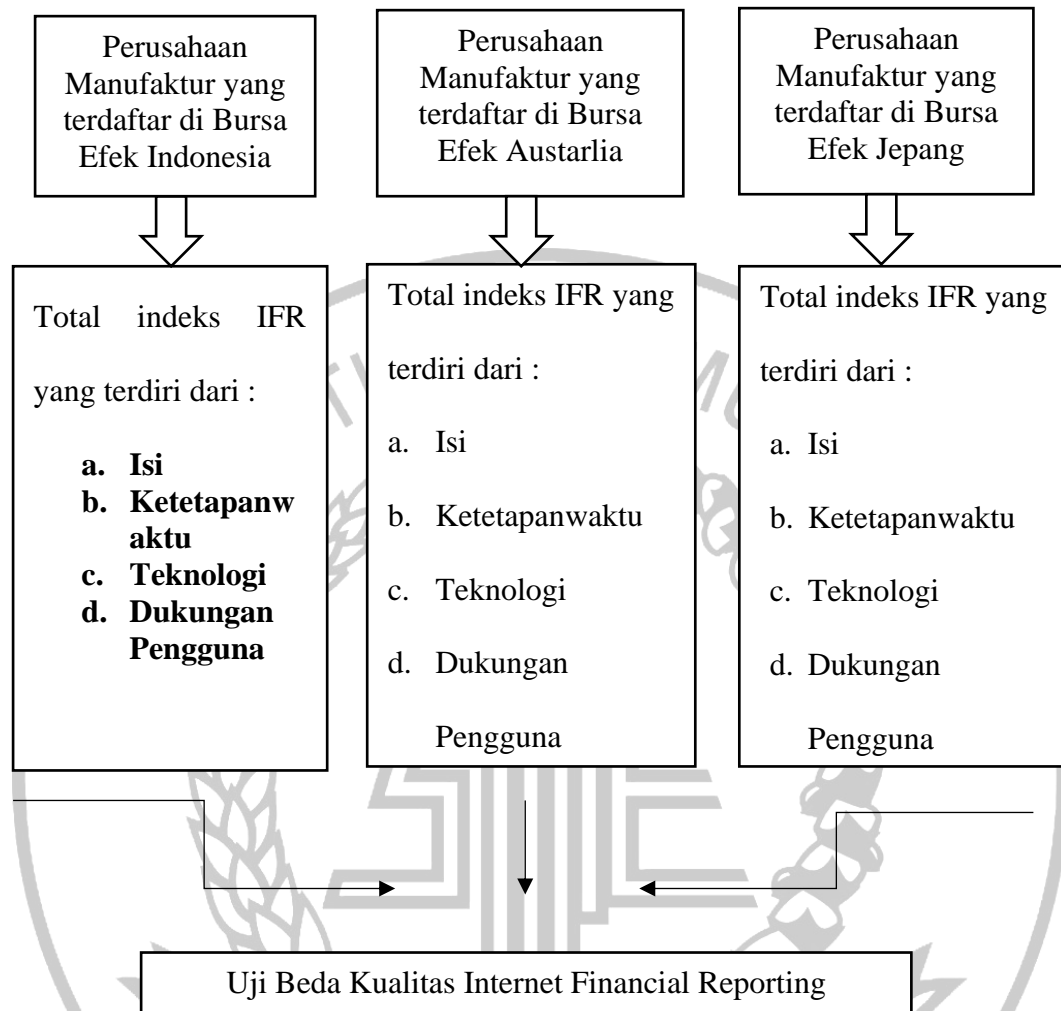 Perusahaan
Manufaktur yang
terdaftar di Bursa
Efek Indonesia
Perusahaan
Manufaktur yang
terdaftar di Bursa
Efek Austarlia
Perusahaan
Manufaktur yang
terdaftar di Bursa
Efek Jepang
Total indeks IFR
yang terdiri dari :
a. Isi
b. Ketetapanw
aktu
c. Teknologi
d. Dukungan
Pengguna
Total indeks IFR yang
terdiri dari :
a. Isi
b. Ketetapanwaktu
c. Teknologi
d. Dukungan
Pengguna
Total indeks IFR yang
terdiri dari :
a. Isi
b. Ketetapanwaktu
c. Teknologi
d. Dukungan
Pengguna
Uji Beda Kualitas Internet Financial Reporting